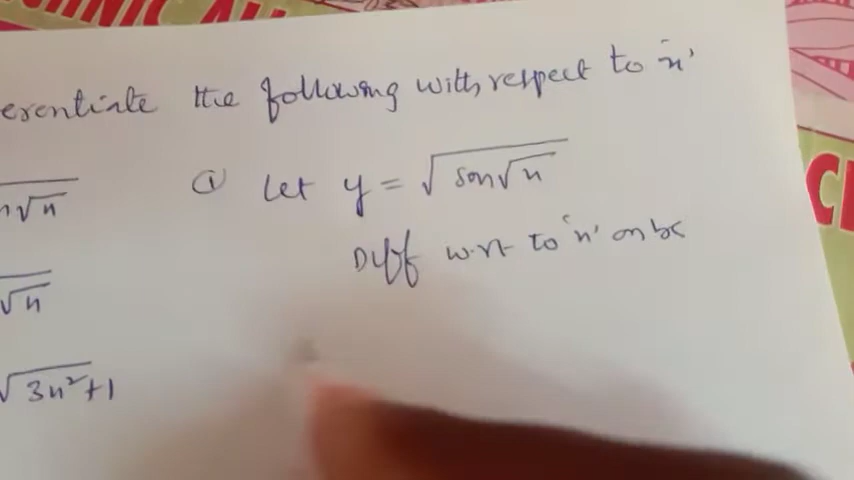 erentiate the following with respect to 'x'
√x
① Let y = √(sin√x)
√x
Diff w.r.t to 'x' on bs
√3x²+1